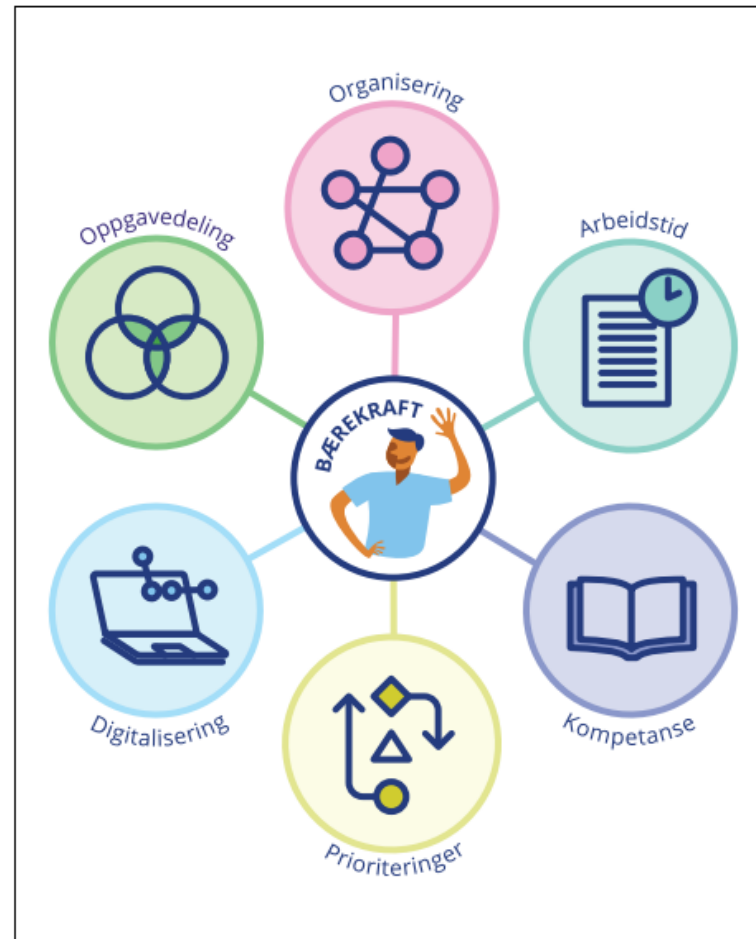 Organisering
Oppgavedeling
Arbeidstid
BÆREKRAFT
Digitalisering
Kompetanse
Prioriteringer